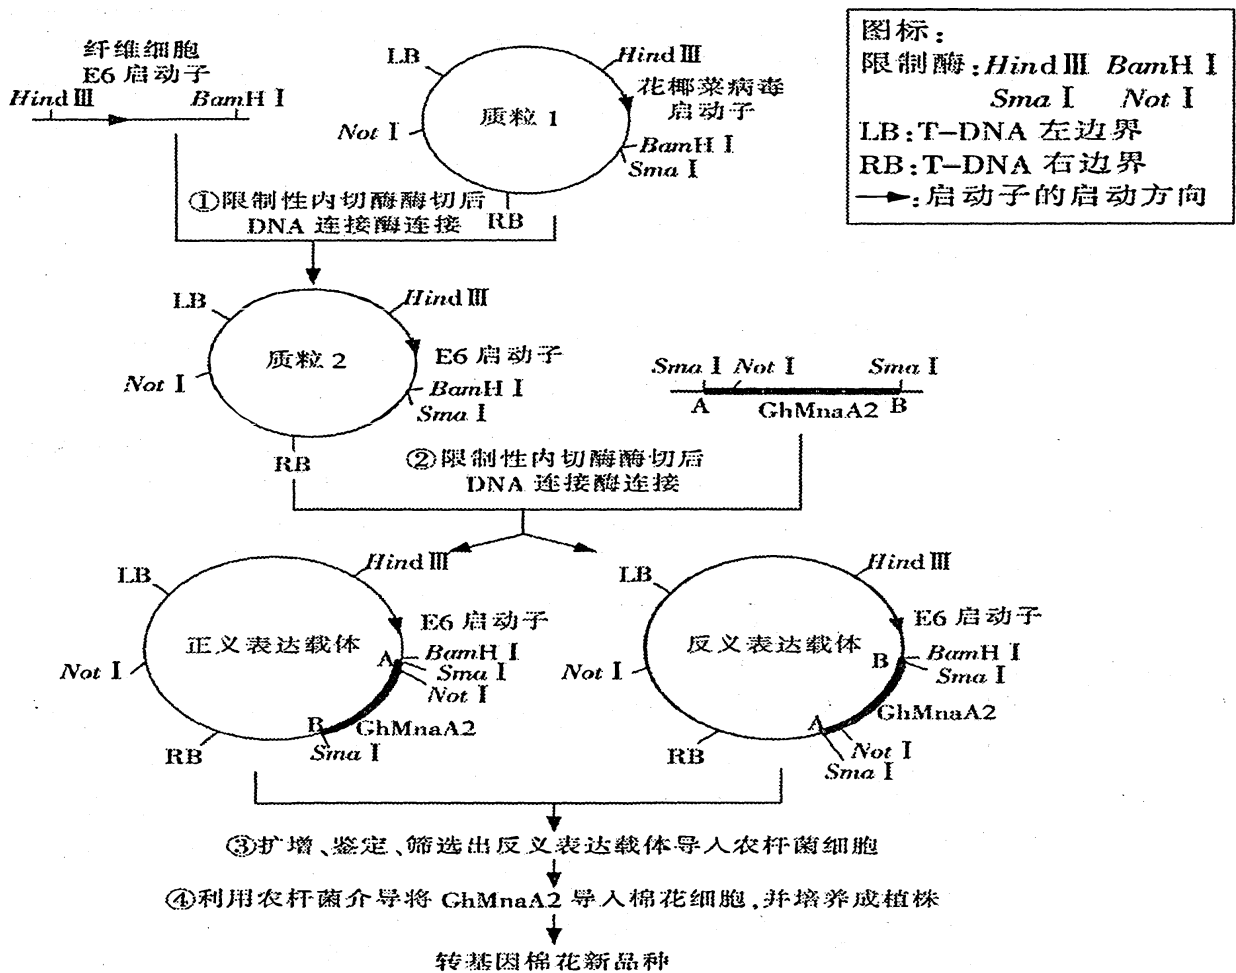 纤维细胞
E6 启动子
HindⅢ
BamHⅠ
LB
HindⅢ
质粒 1
花椰菜病毒
启动子
NotⅠ
BamHⅠ
SmaⅠ
RB
图标：
限制酶：HindⅢ BamHⅠ
SmaⅠ NotⅠ
LB：T-DNA 左边界
RB：T-DNA 右边界
：启动子的启动方向
①限制性内切酶酶切后
DNA 连接酶连接
LB
HindⅢ
质粒 2
E6 启动子
NotⅠ
BamHⅠ
SmaⅠ
RB
SmaⅠ
NotⅠ
SmaⅠ
A
GhMnaA2
B
②限制性内切酶酶切后
DNA 连接酶连接
LB
HindⅢ
E6 启动子
正义表达载体
A
BamHⅠ
SmaⅠ
NotⅠ
NotⅠ
B
GhMnaA2
SmaⅠ
RB
LB
HindⅢ
E6 启动子
反义表达载体
B
BamHⅠ
SmaⅠ
NotⅠ
GhMnaA2
A
NotⅠ
SmaⅠ
RB
③扩增、鉴定、筛选出反义表达载体导入农杆菌细胞
④利用农杆菌介导将 GhMnaA2 导入棉花细胞，并培养成植株
转基因棉花新品种